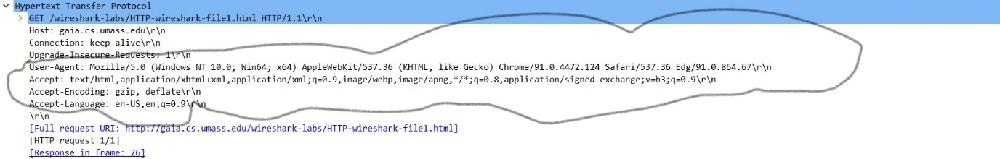 Hypertext Transfer Protocol
GET /wireshark-labs/HTTP-wireshark-file1.html HTTP/1.1\r\n
Host: gaia.cs.umass.edu\r\n
Connection: keep-alive\r\n
Upgrade-Insecure-Requests: 1\r\n
User-Agent: Mozilla/5.0 (Windows NT 10.0; Win64; x64) AppleWebKit/537.36 (KHTML, like Gecko) Chrome/91.0.4472.124 Safari/537.36 Edg/91.0.864.67\r\n
Accept: text/html,application/xhtml+xml,application/xml;q=0.9,image/webp,image/apng,*/*;q=0.8,application/signed-exchange;v=b3;q=0.9\r\n
Accept-Encoding: gzip, deflate\r\n
Accept-Language: en-US,en;q=0.9\r\n
\r\n
[Full request URI: http://gaia.cs.umass.edu/wireshark-labs/HTTP-wireshark-file1.html]
[HTTP request 1/1]
[Response in frame: 26]